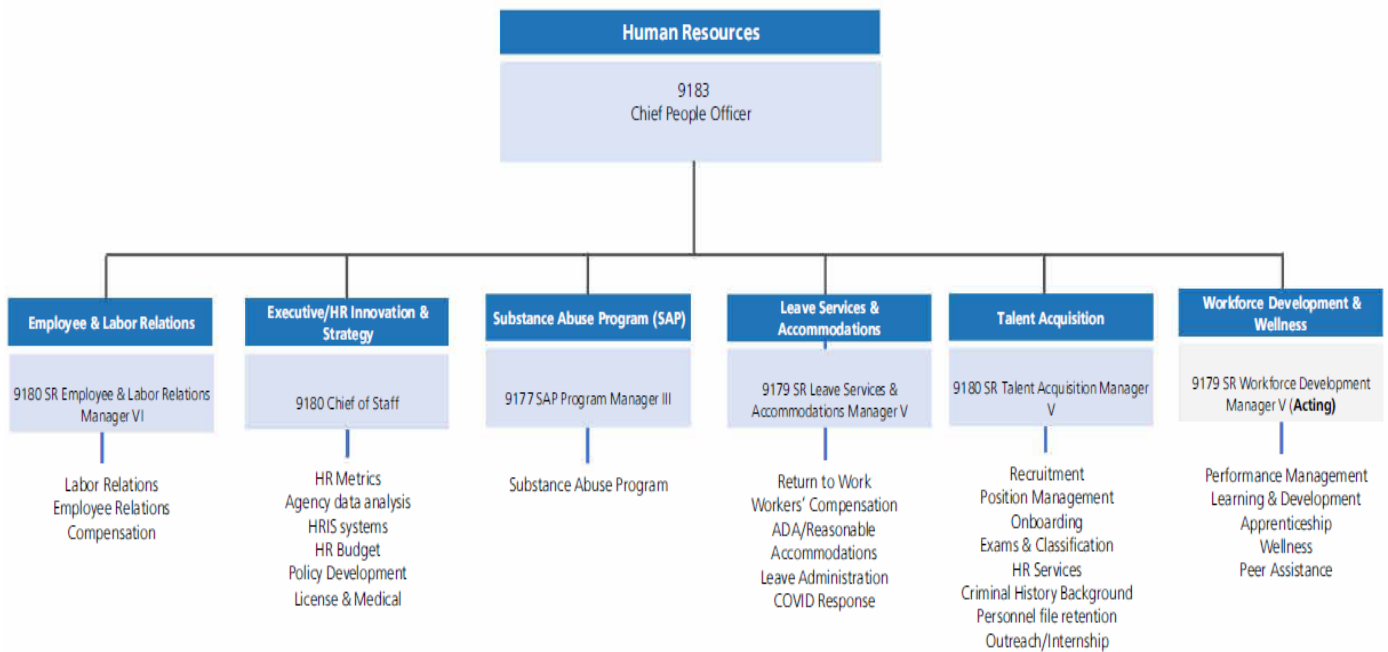 Human Resources
9183
Chief People Officer
Employee & Labor Relations
9180 SR Employee & Labor Relations
Manager VI
Labor Relations
Employee Relations
Compensation
Executive/HR Innovation &
Strategy
9180 Chief of Staff
HR Metrics
Agency data analysis
HRIS systems
HR Budget
Policy Development
License & Medical
Substance Abuse Program (SAP)
9177 SAP Program Manager III
Substance Abuse Program
Leave Services &
Accommodations
9179 SR Leave Services &
Accommodations Manager V
Return to Work
Workers’ Compensation
ADA/Reasonable
Accommodations
Leave Administration
COVID Response
Talent Acquisition
9180 SR Talent Acquisition Manager
V
Recruitment
Position Management
Onboarding
Exams & Classification
HR Services
Criminal History Background
Personnel file retention
Outreach/Internship
Workforce Development &
Wellness
9179 SR Workforce Development
Manager V (Acting)
Performance Management
Learning & Development
Apprenticeship
Wellness
Peer Assistance